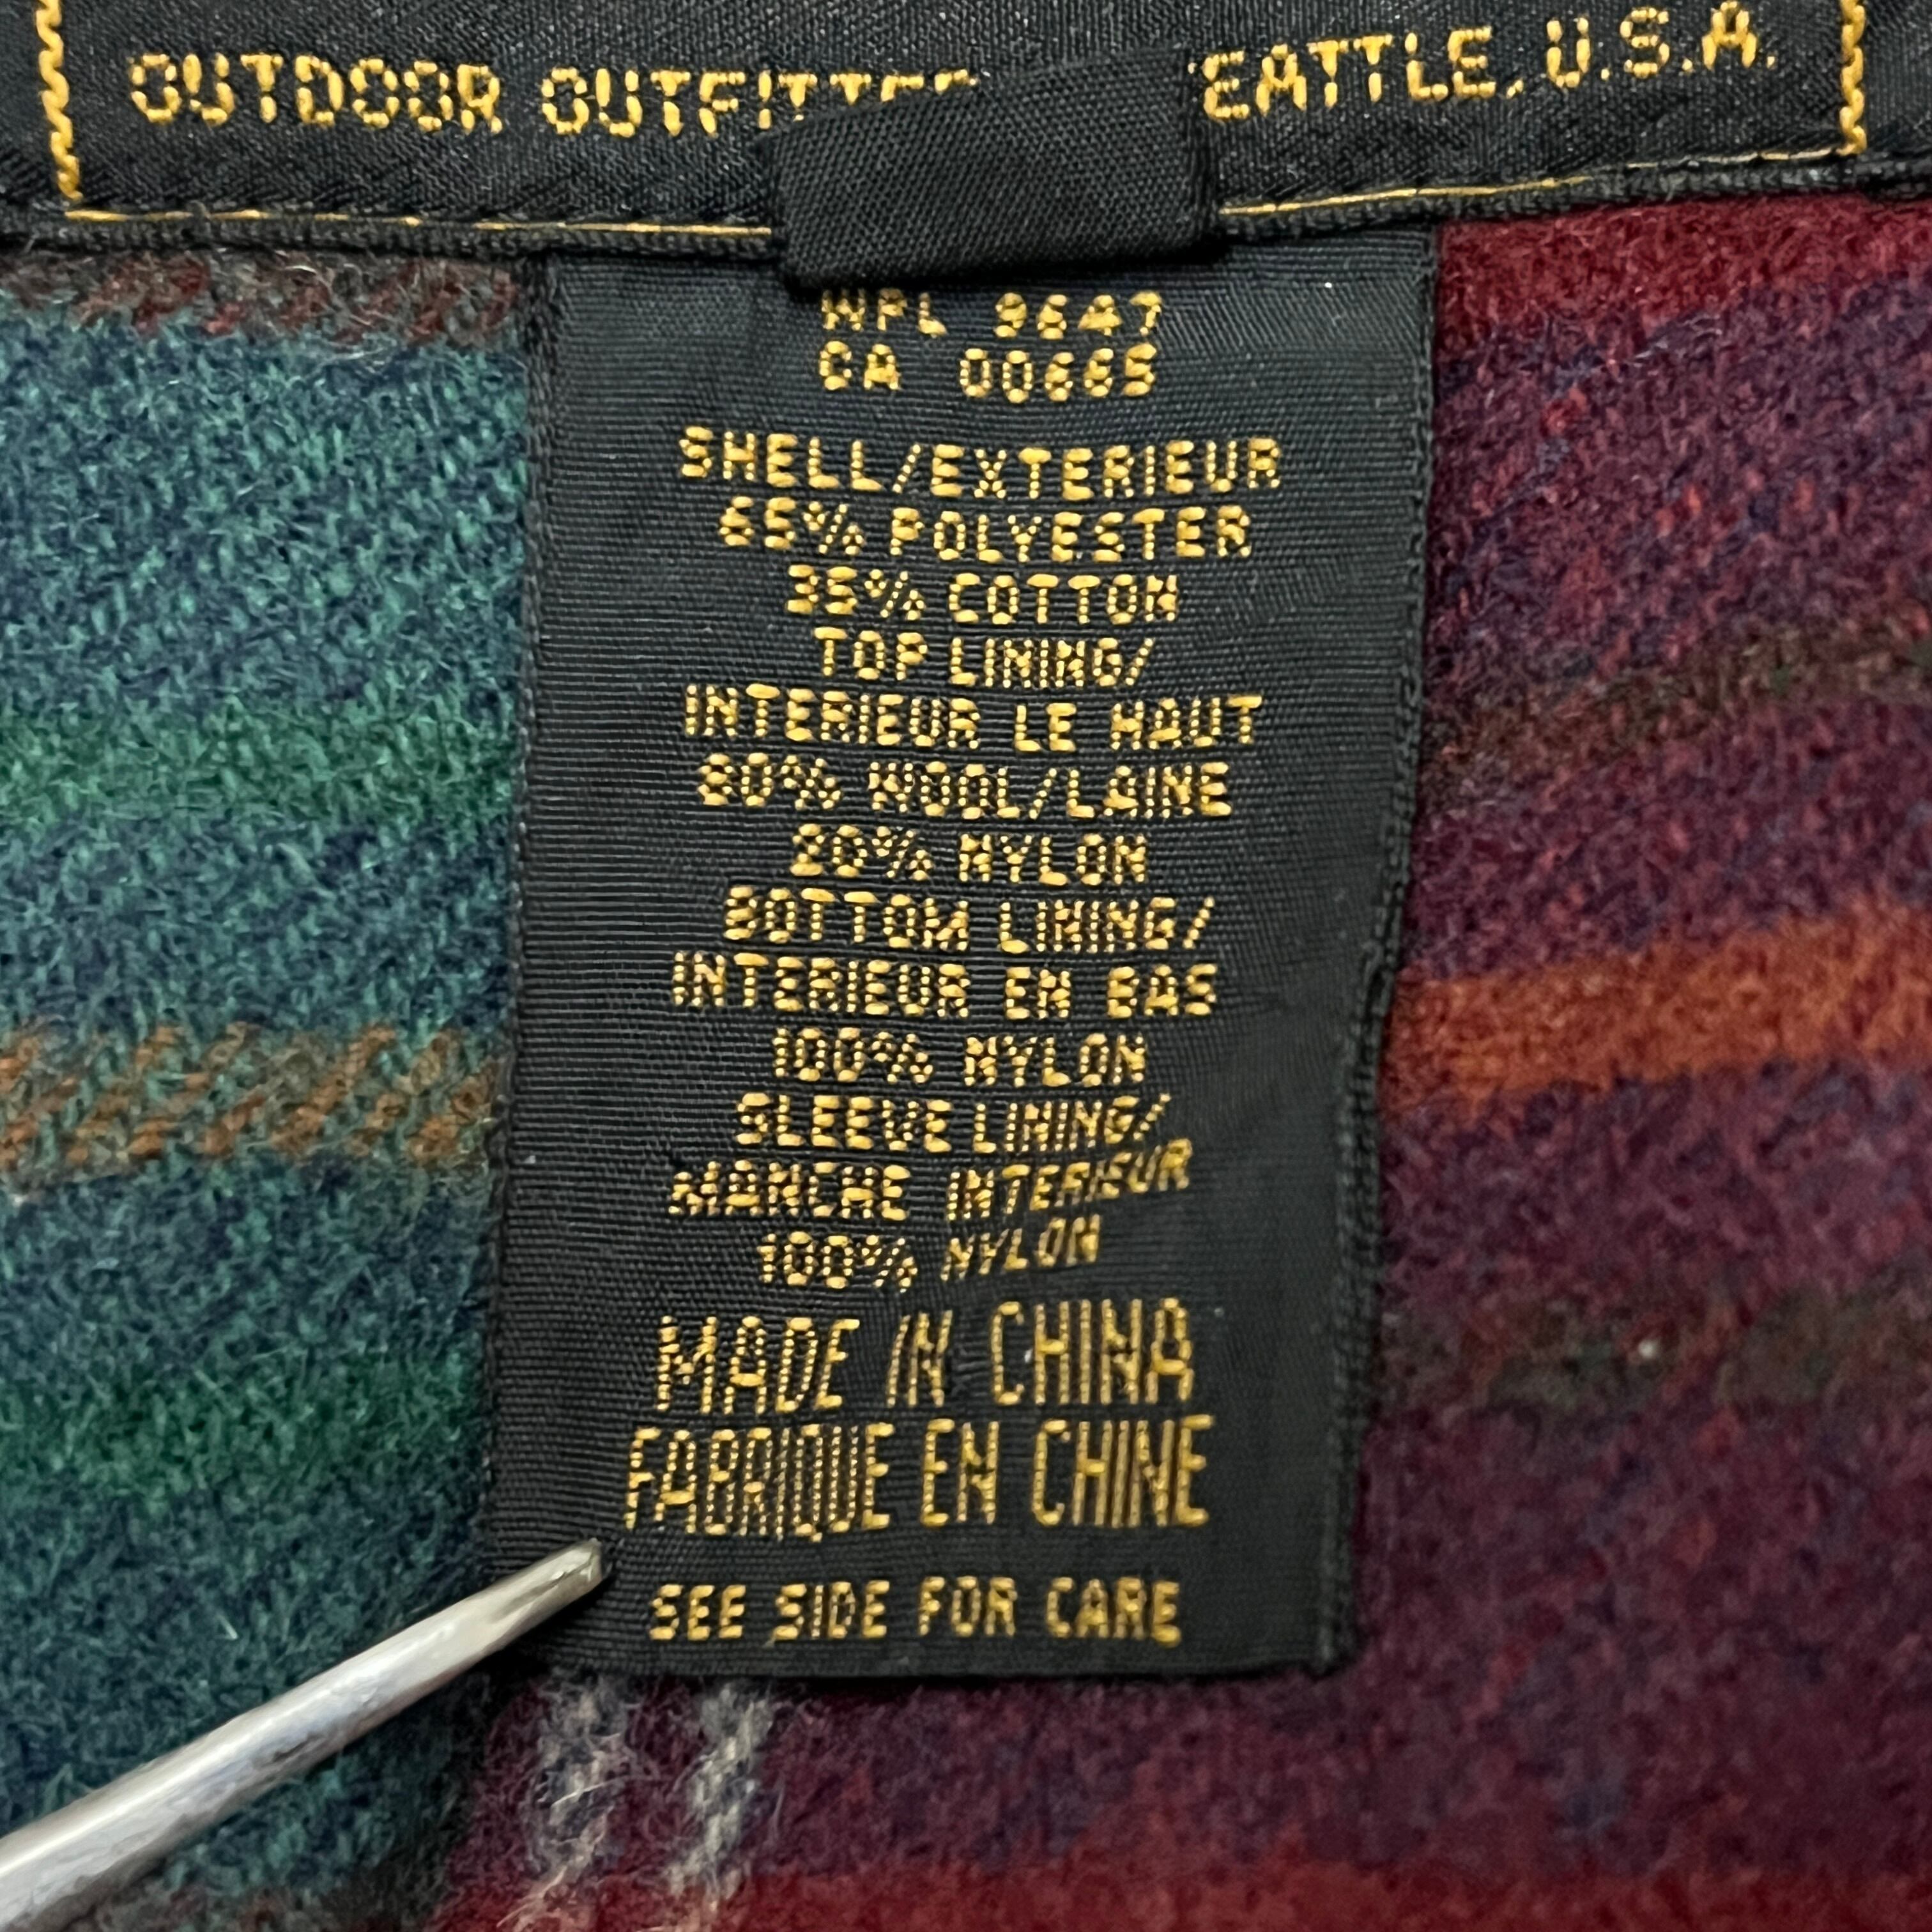 OUTDOOR EATTLE, U.S.A.
WPL 9647
CA 00665
SHELL/EXTERIEUR
65% POLYESTER
35% COTTON
TOP LINING/
INTERIEUR LE HAUT
80% WOOL/LAINE
20% NYLON
BOTTOM LINING/
INTERIEUR EN BAS
100% NYLON
SLEEVE LINING/
MANCHE INTERIEUR
100% NYLON
MADE IN CHINA
FABRIQUE EN CHINE
SEE SIDE FOR CARE